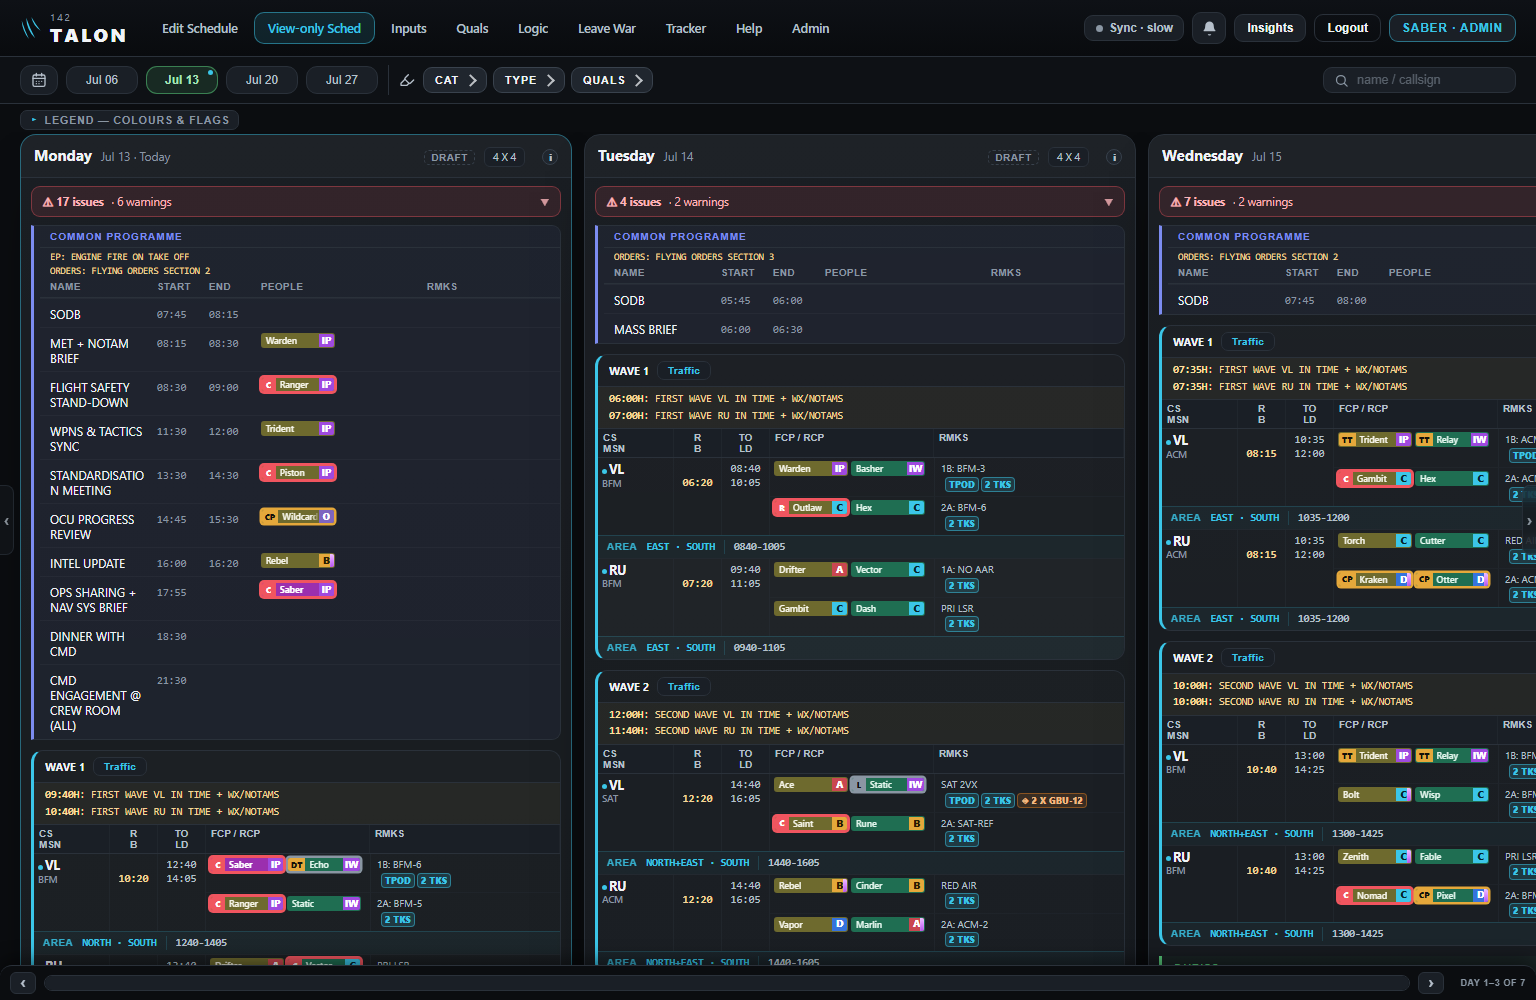 142
TALON
Edit Schedule
View-only Sched
Inputs
Quals
Logic
Leave War
Tracker
Help
Admin
Sync · slow
Insights
Logout
SABER · ADMIN
Jul 06
Jul 13
Jul 20
Jul 27
CAT
TYPE
QUALS
name / callsign
LEGEND — COLOURS & FLAGS
Monday Jul 13 · Today DRAFT 4 X 4 i
17 issues · 6 warnings
COMMON PROGRAMME
EP: ENGINE FIRE ON TAKE OFF
ORDERS: FLYING ORDERS SECTION 2
NAME START END PEOPLE RMKS
SODB 07:45 08:15
MET + NOTAM BRIEF 08:15 08:30 Warden IP
FLIGHT SAFETY STAND-DOWN 08:30 09:00 C Ranger IP
WPNS & TACTICS SYNC 11:30 12:00 Trident IP
STANDARDISATIO
N MEETING 13:30 14:30 C Piston IP
OCU PROGRESS REVIEW 14:45 15:30 CP Wildcard O
INTEL UPDATE 16:00 16:20 Rebel B
OPS SHARING + NAV SYS BRIEF 17:55 C Saber IP
DINNER WITH CMD 18:30
CMD ENGAGEMENT @ CREW ROOM (ALL) 21:30
WAVE 1 Traffic
09:40H: FIRST WAVE VL IN TIME + WX/NOTAMS
10:40H: FIRST WAVE RU IN TIME + WX/NOTAMS
CS R TO FCP / RCP RMKS
MSN B LD
VL 12:40 C Saber IP DT Echo IW 1B: BFM-6
BFM 10:20 14:05 TPOD 2 TKS
C Ranger IP Static IW 2A: BFM-5
2 TKS
AREA NORTH · SOUTH 1240-1405
Tuesday Jul 14 DRAFT 4 X 4 i
4 issues · 2 warnings
COMMON PROGRAMME
ORDERS: FLYING ORDERS SECTION 3
NAME START END PEOPLE RMKS
SODB 05:45 06:00
MASS BRIEF 06:00 06:30
WAVE 1 Traffic
06:00H: FIRST WAVE VL IN TIME + WX/NOTAMS
07:00H: FIRST WAVE RU IN TIME + WX/NOTAMS
CS R TO FCP / RCP RMKS
MSN B LD
VL 08:40 Warden IP Basher IW 1B: BFM-3
BFM 06:20 10:05 TPOD 2 TKS
R Outlaw C Hex C 2A: BFM-6
2 TKS
AREA EAST · SOUTH 0840-1005
RU 09:40 Drifter A Vector C 1A: NO AAR
BFM 07:20 11:05 2 TKS
Gambit C Dash C PRI LSR
2 TKS
AREA EAST · SOUTH 0940-1105
WAVE 2 Traffic
12:00H: SECOND WAVE VL IN TIME + WX/NOTAMS
11:40H: SECOND WAVE RU IN TIME + WX/NOTAMS
CS R TO FCP / RCP RMKS
MSN B LD
VL 14:40 Ace A L Static IW SAT 2VX
SAT 12:20 16:05 TPOD 2 TKS 2 X GBU-12
C Saint B Rune B 2A: SAT-REF
2 TKS
AREA NORTH+EAST · SOUTH 1440-1605
RU 14:40 Rebel B Cinder B RED AIR
ACM 12:20 16:05 2 TKS
Vapor D Marlin A 2A: ACM-2
2 TKS
AREA NORTH+EAST · SOUTH 1440-1605
Wednesday Jul 15
7 issues · 2 warnings
COMMON PROGRAMME
ORDERS: FLYING ORDERS SECTION 2
NAME START END PEOPLE
SODB 07:45 08:00
WAVE 1 Traffic
07:35H: FIRST WAVE VL IN TIME + WX/NOTAMS
07:35H: FIRST WAVE RU IN TIME + WX/NOTAMS
CS R TO FCP / RCP RMKS
MSN B LD
VL 10:35 TT Trident IP TT Relay IW 1B:
ACM 08:15 12:00
C Gambit C Hex C 2A:
AREA EAST · SOUTH 1035-1200
RU 10:35 Torch C Cutter C RED
ACM 08:15 12:00
CP Kraken D CP Otter D 2A:
AREA EAST · SOUTH 1035-1200
WAVE 2 Traffic
10:00H: SECOND WAVE VL IN TIME + WX/NOTAMS
10:00H: SECOND WAVE RU IN TIME + WX/NOTAMS
CS R TO FCP / RCP RMKS
MSN B LD
VL 13:00 TT Trident IP TT Relay IW 1B:
BFM 10:40 14:25
Bolt C Wisp C 2A:
AREA NORTH+EAST · SOUTH 1300-1425
RU 13:00 Zenith C Fable C PRI LSR
BFM 10:40 14:25
C Nomad C CP Pixel D 2A:
AREA NORTH+EAST · SOUTH 1300-1425
DAY 1–3 OF 7